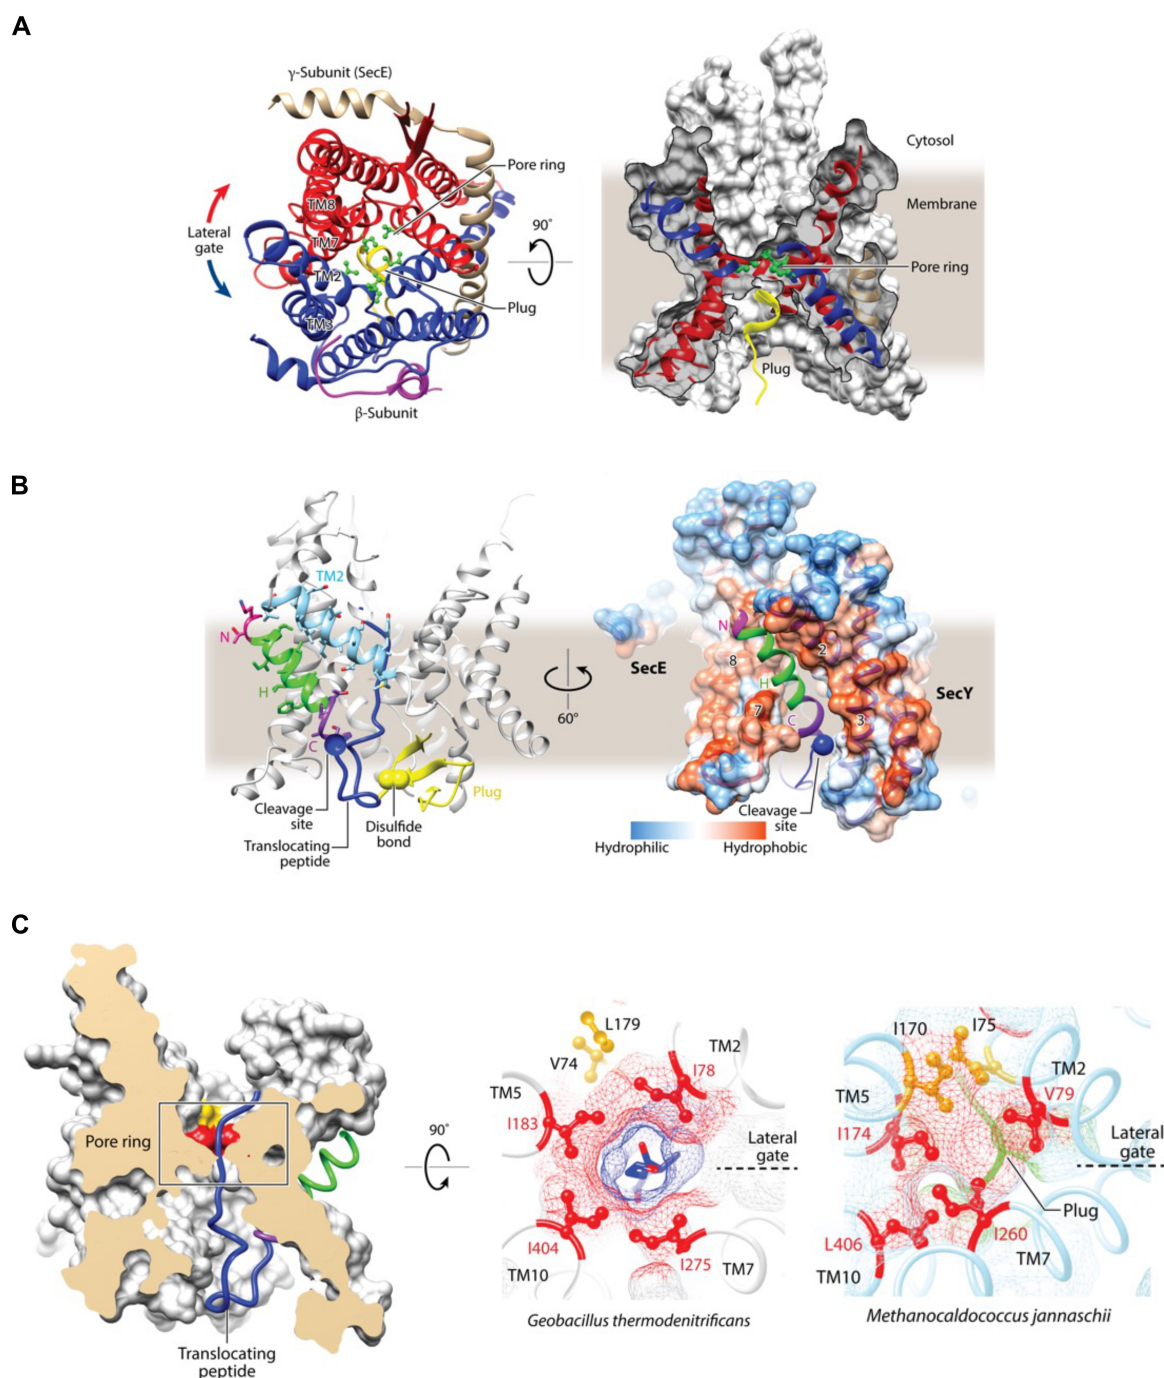 A
γ-Subunit (SecE)
Pore ring
TM8
Lateral
gate
TM7
TM2
TM3
Plug
β-Subunit
90°
Cytosol
Membrane
Pore ring
Plug
B
TM2
N
H
C
Cleavage
site
Translocating
peptide
Disulfide
bond
Plug
60°
SecE
N
8
H
7
C
2
3
SecY
Cleavage
site
Hydrophilic
Hydrophobic
C
Pore ring
Translocating
peptide
90°
L179
V74
TM2
I78
TM5
I183
Lateral
gate
I404
I275
TM10
TM7
Geobacillus thermodenitrificans
I170
I75
TM2
TM5
V79
I174
Lateral
gate
Plug
L406
I260
TM10
TM7
Methanocaldococcus jannaschii